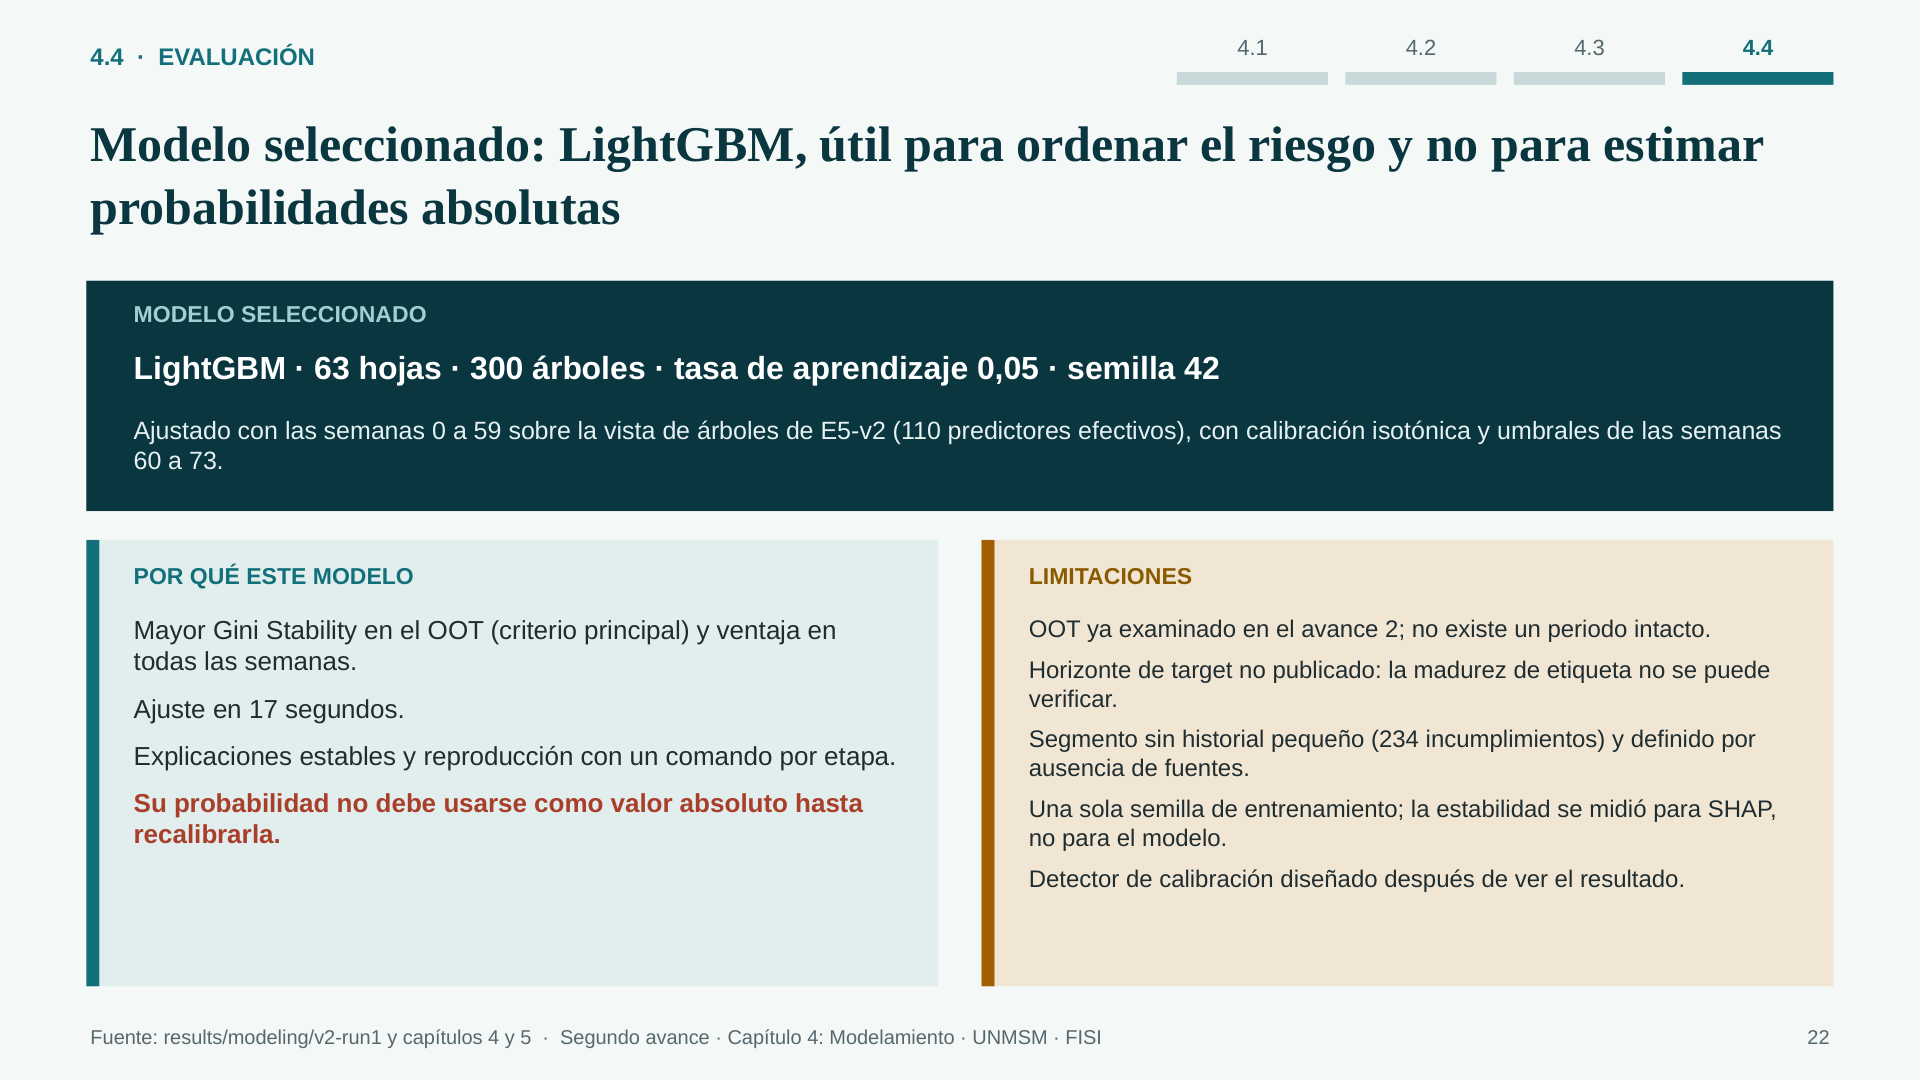 4.4 · EVALUACIÓN
4.1 4.2 4.3 4.4
Modelo seleccionado: LightGBM, útil para ordenar el riesgo y no para estimar
probabilidades absolutas
MODELO SELECCIONADO
LightGBM · 63 hojas · 300 árboles · tasa de aprendizaje 0,05 · semilla 42
Ajustado con las semanas 0 a 59 sobre la vista de árboles de E5-v2 (110 predictores efectivos), con calibración isotónica y umbrales de las semanas
60 a 73.
POR QUÉ ESTE MODELO
Mayor Gini Stability en el OOT (criterio principal) y ventaja en
todas las semanas.
Ajuste en 17 segundos.
Explicaciones estables y reproducción con un comando por etapa.
Su probabilidad no debe usarse como valor absoluto hasta
recalibrarla.
LIMITACIONES
OOT ya examinado en el avance 2; no existe un periodo intacto.
Horizonte de target no publicado: la madurez de etiqueta no se puede
verificar.
Segmento sin historial pequeño (234 incumplimientos) y definido por
ausencia de fuentes.
Una sola semilla de entrenamiento; la estabilidad se midió para SHAP,
no para el modelo.
Detector de calibración diseñado después de ver el resultado.
Fuente: results/modeling/v2-run1 y capítulos 4 y 5 · Segundo avance · Capítulo 4: Modelamiento · UNMSM · FISI
22